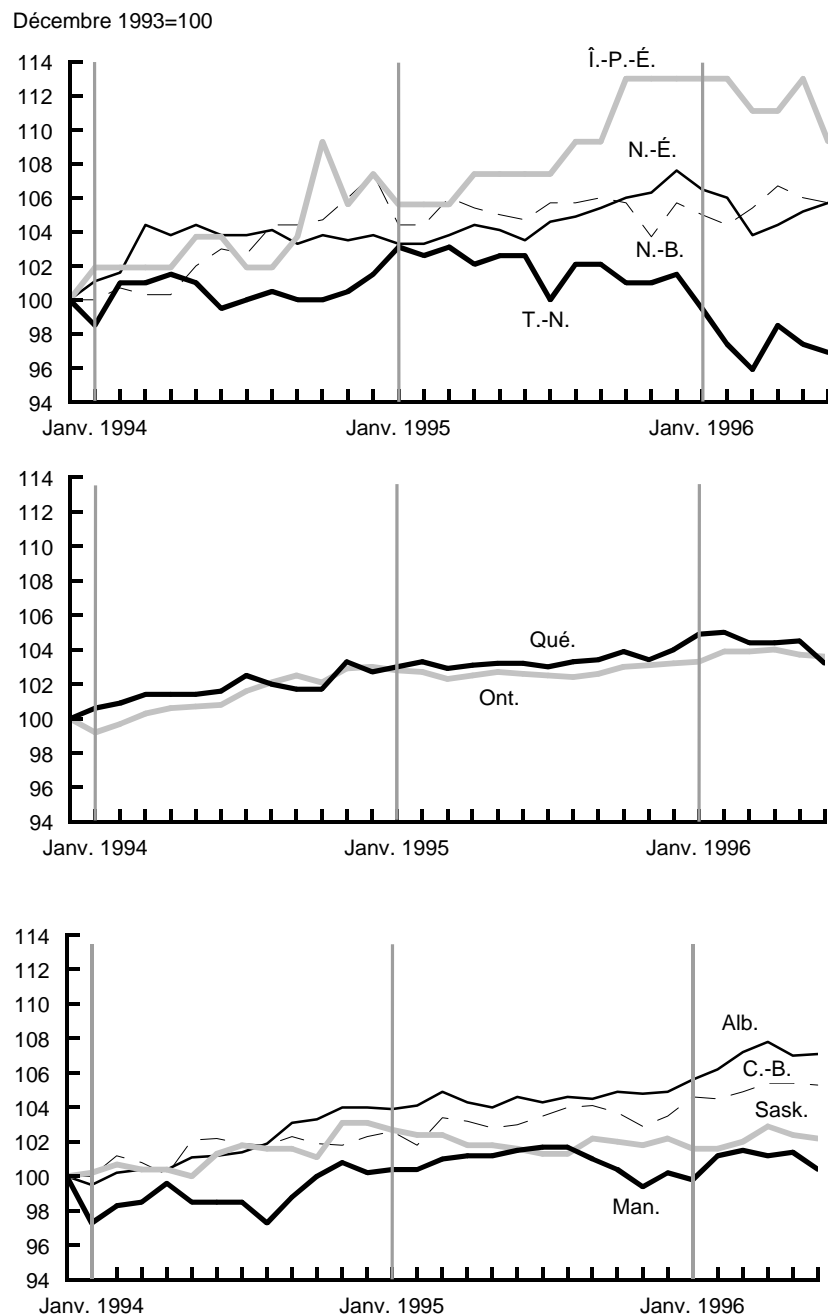 Décembre 1993=100
114
112
110
108
106
104
102
100
98
96
94
Î.-P.-É.
N.-É.
N.-B.
T.-N.
Janv. 1994 Janv. 1995 Janv. 1996
114
112
110
108
106
104
102
100
98
96
94
Qué.
Ont.
Janv. 1994 Janv. 1995 Janv. 1996
114
112
110
108
106
104
102
100
98
96
94
Alb.
C.-B.
Sask.
Man.
Janv. 1994 Janv. 1995 Janv. 1996